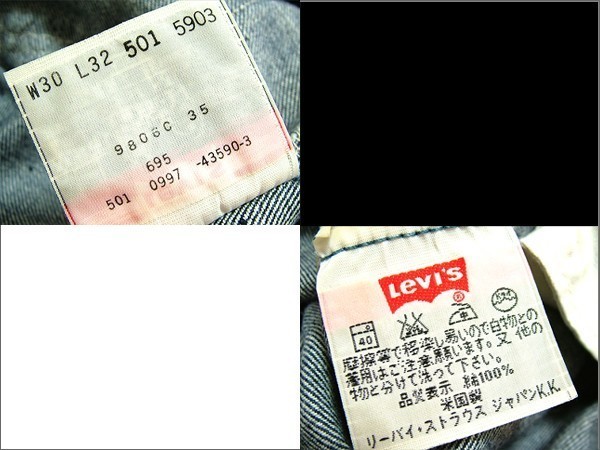 W30 L32 501 5903
9806C 35
695
501 0997 -43590-3
Levi's
®
40
摩擦等で移染し易いので白物との
着用はご注意願います。又、他の
物と分けて洗って下さい。
品質表示 綿100%
米国製
リーバイ・ストラウス ジャパンK.K.